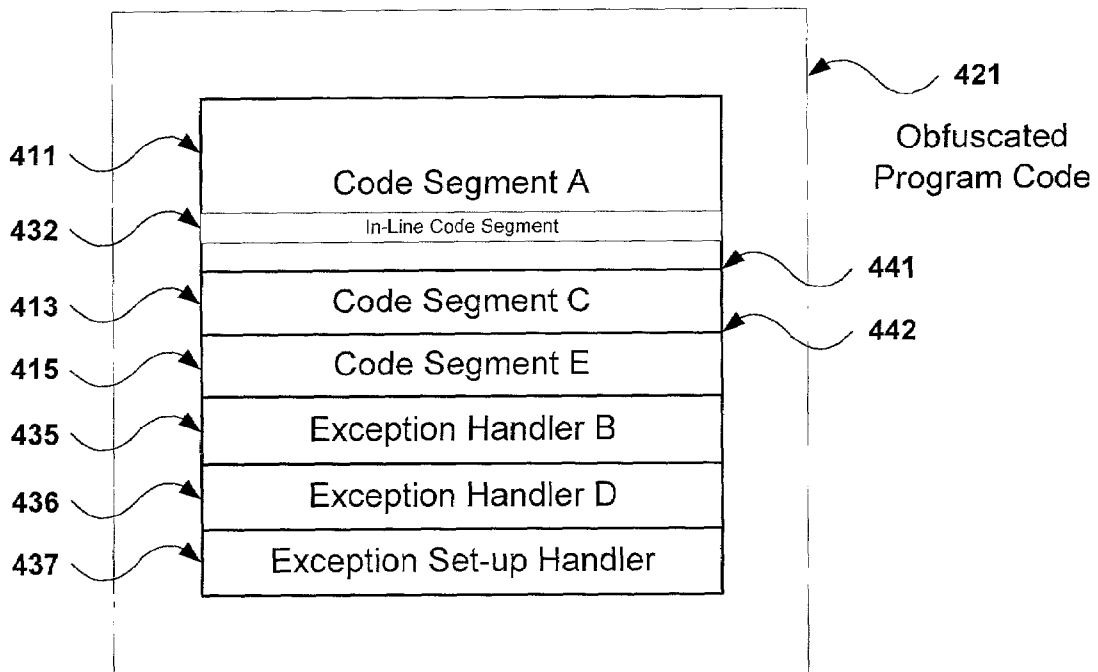 421
Obfuscated
Program Code
411
Code Segment A
432
In-Line Code Segment
441
413
Code Segment C
442
415
Code Segment E
435
Exception Handler B
436
Exception Handler D
437
Exception Set-up Handler